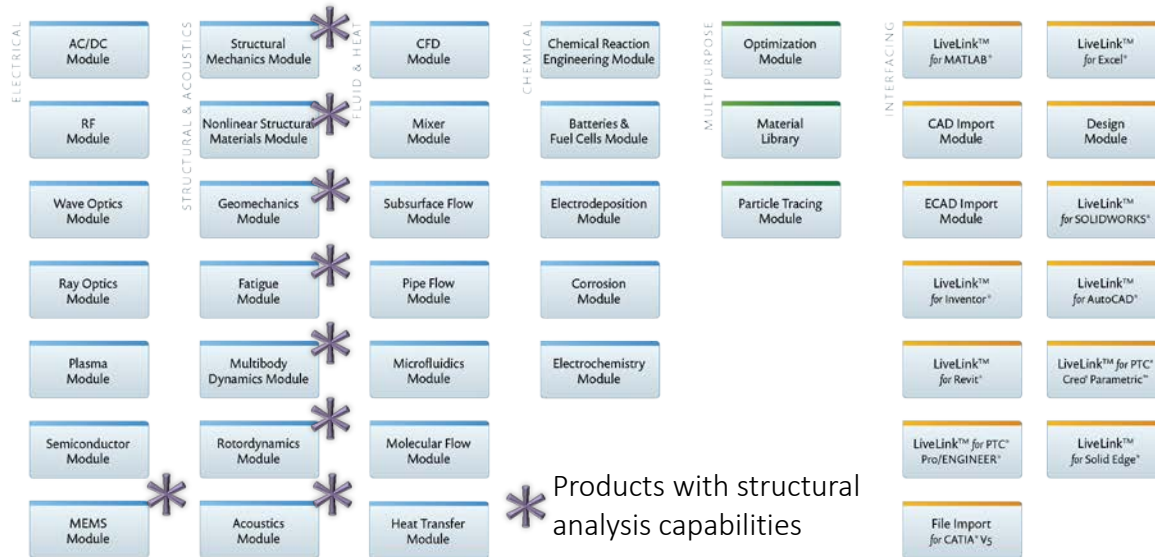 ELECTRICAL
AC/DC
Module
RF
Module
Wave Optics
Module
Ray Optics
Module
Plasma
Module
Semiconductor
Module
MEMS
Module
STRUCTURAL & ACOUSTICS
Structural
Mechanics Module
Nonlinear Structural
Materials Module
Geomechanics
Module
Fatigue
Module
Multibody
Dynamics Module
Rotordynamics
Module
Acoustics
Module
FLUID & HEAT
CFD
Module
Mixer
Module
Subsurface Flow
Module
Pipe Flow
Module
Microfluidics
Module
Molecular Flow
Module
Heat Transfer
Module
CHEMICAL
Chemical Reaction
Engineering Module
Batteries &
Fuel Cells Module
Electrodeposition
Module
Corrosion
Module
Electrochemistry
Module
MULTIPURPOSE
Optimization
Module
Material
Library
Particle Tracing
Module
INTERFACING
LiveLink™
for MATLAB®
CAD Import
Module
ECAD Import
Module
LiveLink™
for Inventor®
LiveLink™
for Revit®
LiveLink™ for PTC®
Pro/ENGINEER®
File Import
for CATIA® V5
LiveLink™
for Excel®
Design
Module
LiveLink™
for SOLIDWORKS®
LiveLink™
for AutoCAD®
LiveLink™ for PTC®
Creo® Parametric™
LiveLink™
for Solid Edge®
Products with structural
analysis capabilities